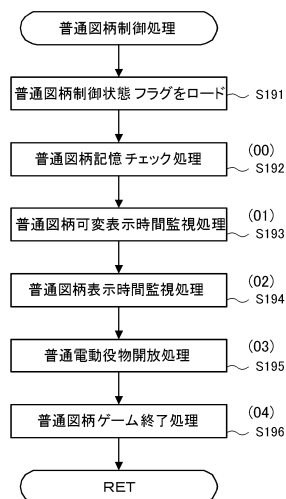 普通図柄制御処理
普通図柄制御状態フラグをロード
S191
普通図柄記憶チェック処理
(00)
S192
普通図柄可変表示時間監視処理
(01)
S193
普通図柄表示時間監視処理
(02)
S194
普通電動役物開放処理
(03)
S195
普通図柄ゲーム終了処理
(04)
S196
RET